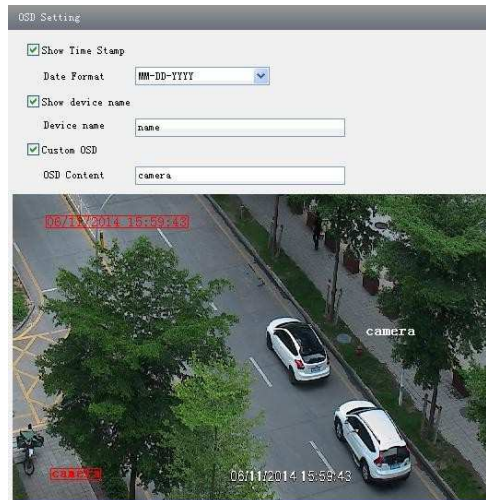 OSD Setting
Show Time Stamp
Date Format MM-DD-YYYY
Show device name
Device name name
Custom OSD
OSD Content camera
06/11/2014 15:59:43
camera
camera
06/11/2014 15:59:43